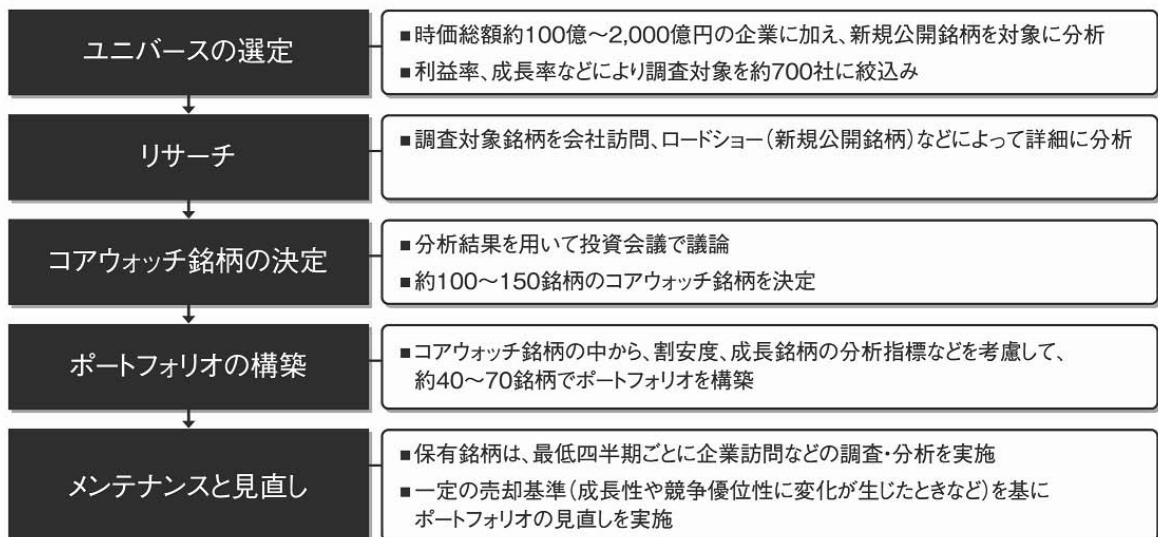 ユニバースの選定
■時価総額約100億～2,000億円の企業に加え、新規公開銘柄を対象に分析
■利益率、成長率などにより調査対象を約700社に絞込み
リサーチ
■調査対象銘柄を会社訪問、ロードショー(新規公開銘柄)などによって詳細に分析
コアウォッチ銘柄の決定
■分析結果を用いて投資会議で議論
■約100～150銘柄のコアウォッチ銘柄を決定
ポートフォリオの構築
■コアウォッチ銘柄の中から、割安度、成長銘柄の分析指標などを考慮して、
約40～70銘柄でポートフォリオを構築
メンテナンスと見直し
■保有銘柄は、最低四半期ごとに企業訪問などの調査・分析を実施
■一定の売却基準(成長性や競争優位性に変化が生じたときなど)を基に
ポートフォリオの見直しを実施